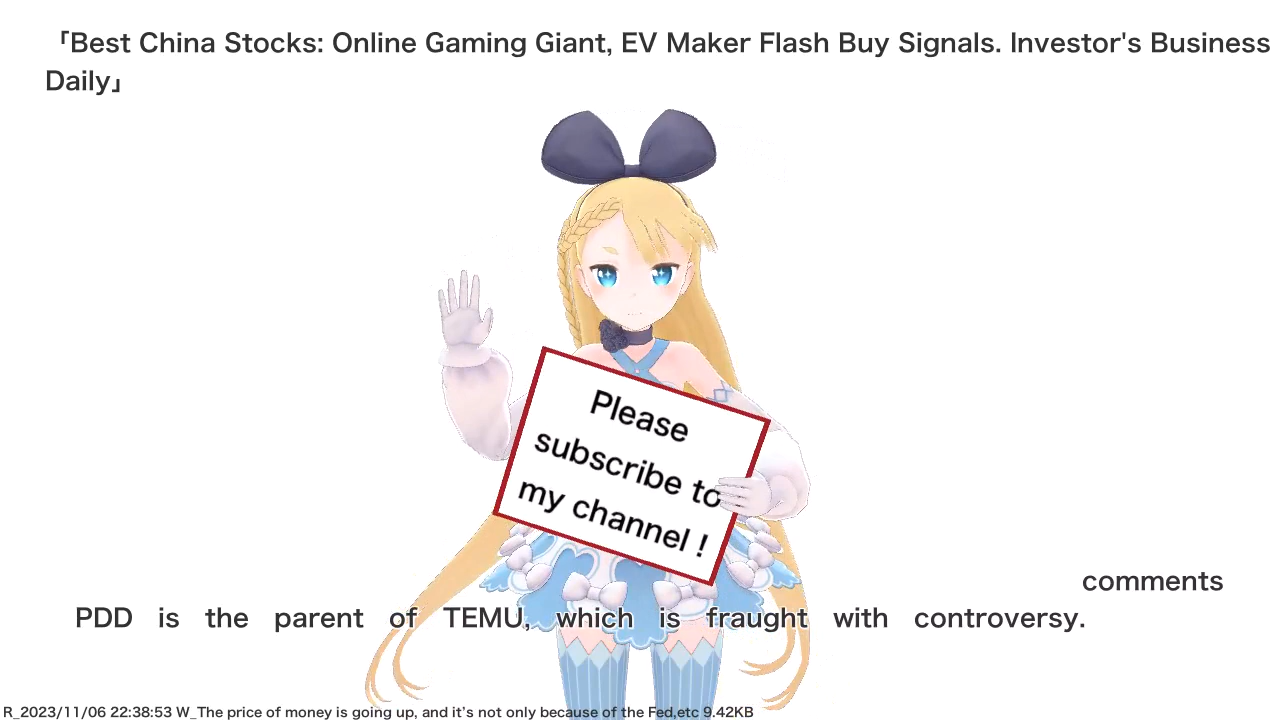 「Best China Stocks: Online Gaming Giant, EV Maker Flash Buy Signals. Investor's Business
Daily」
Please
subscribe to
my channel !
comments
PDD is the parent of TEMU, which is fraught with controversy.
R_2023/11/06 22:38:53 W_The price of money is going up, and it’s not only because of the Fed,etc 9.42KB